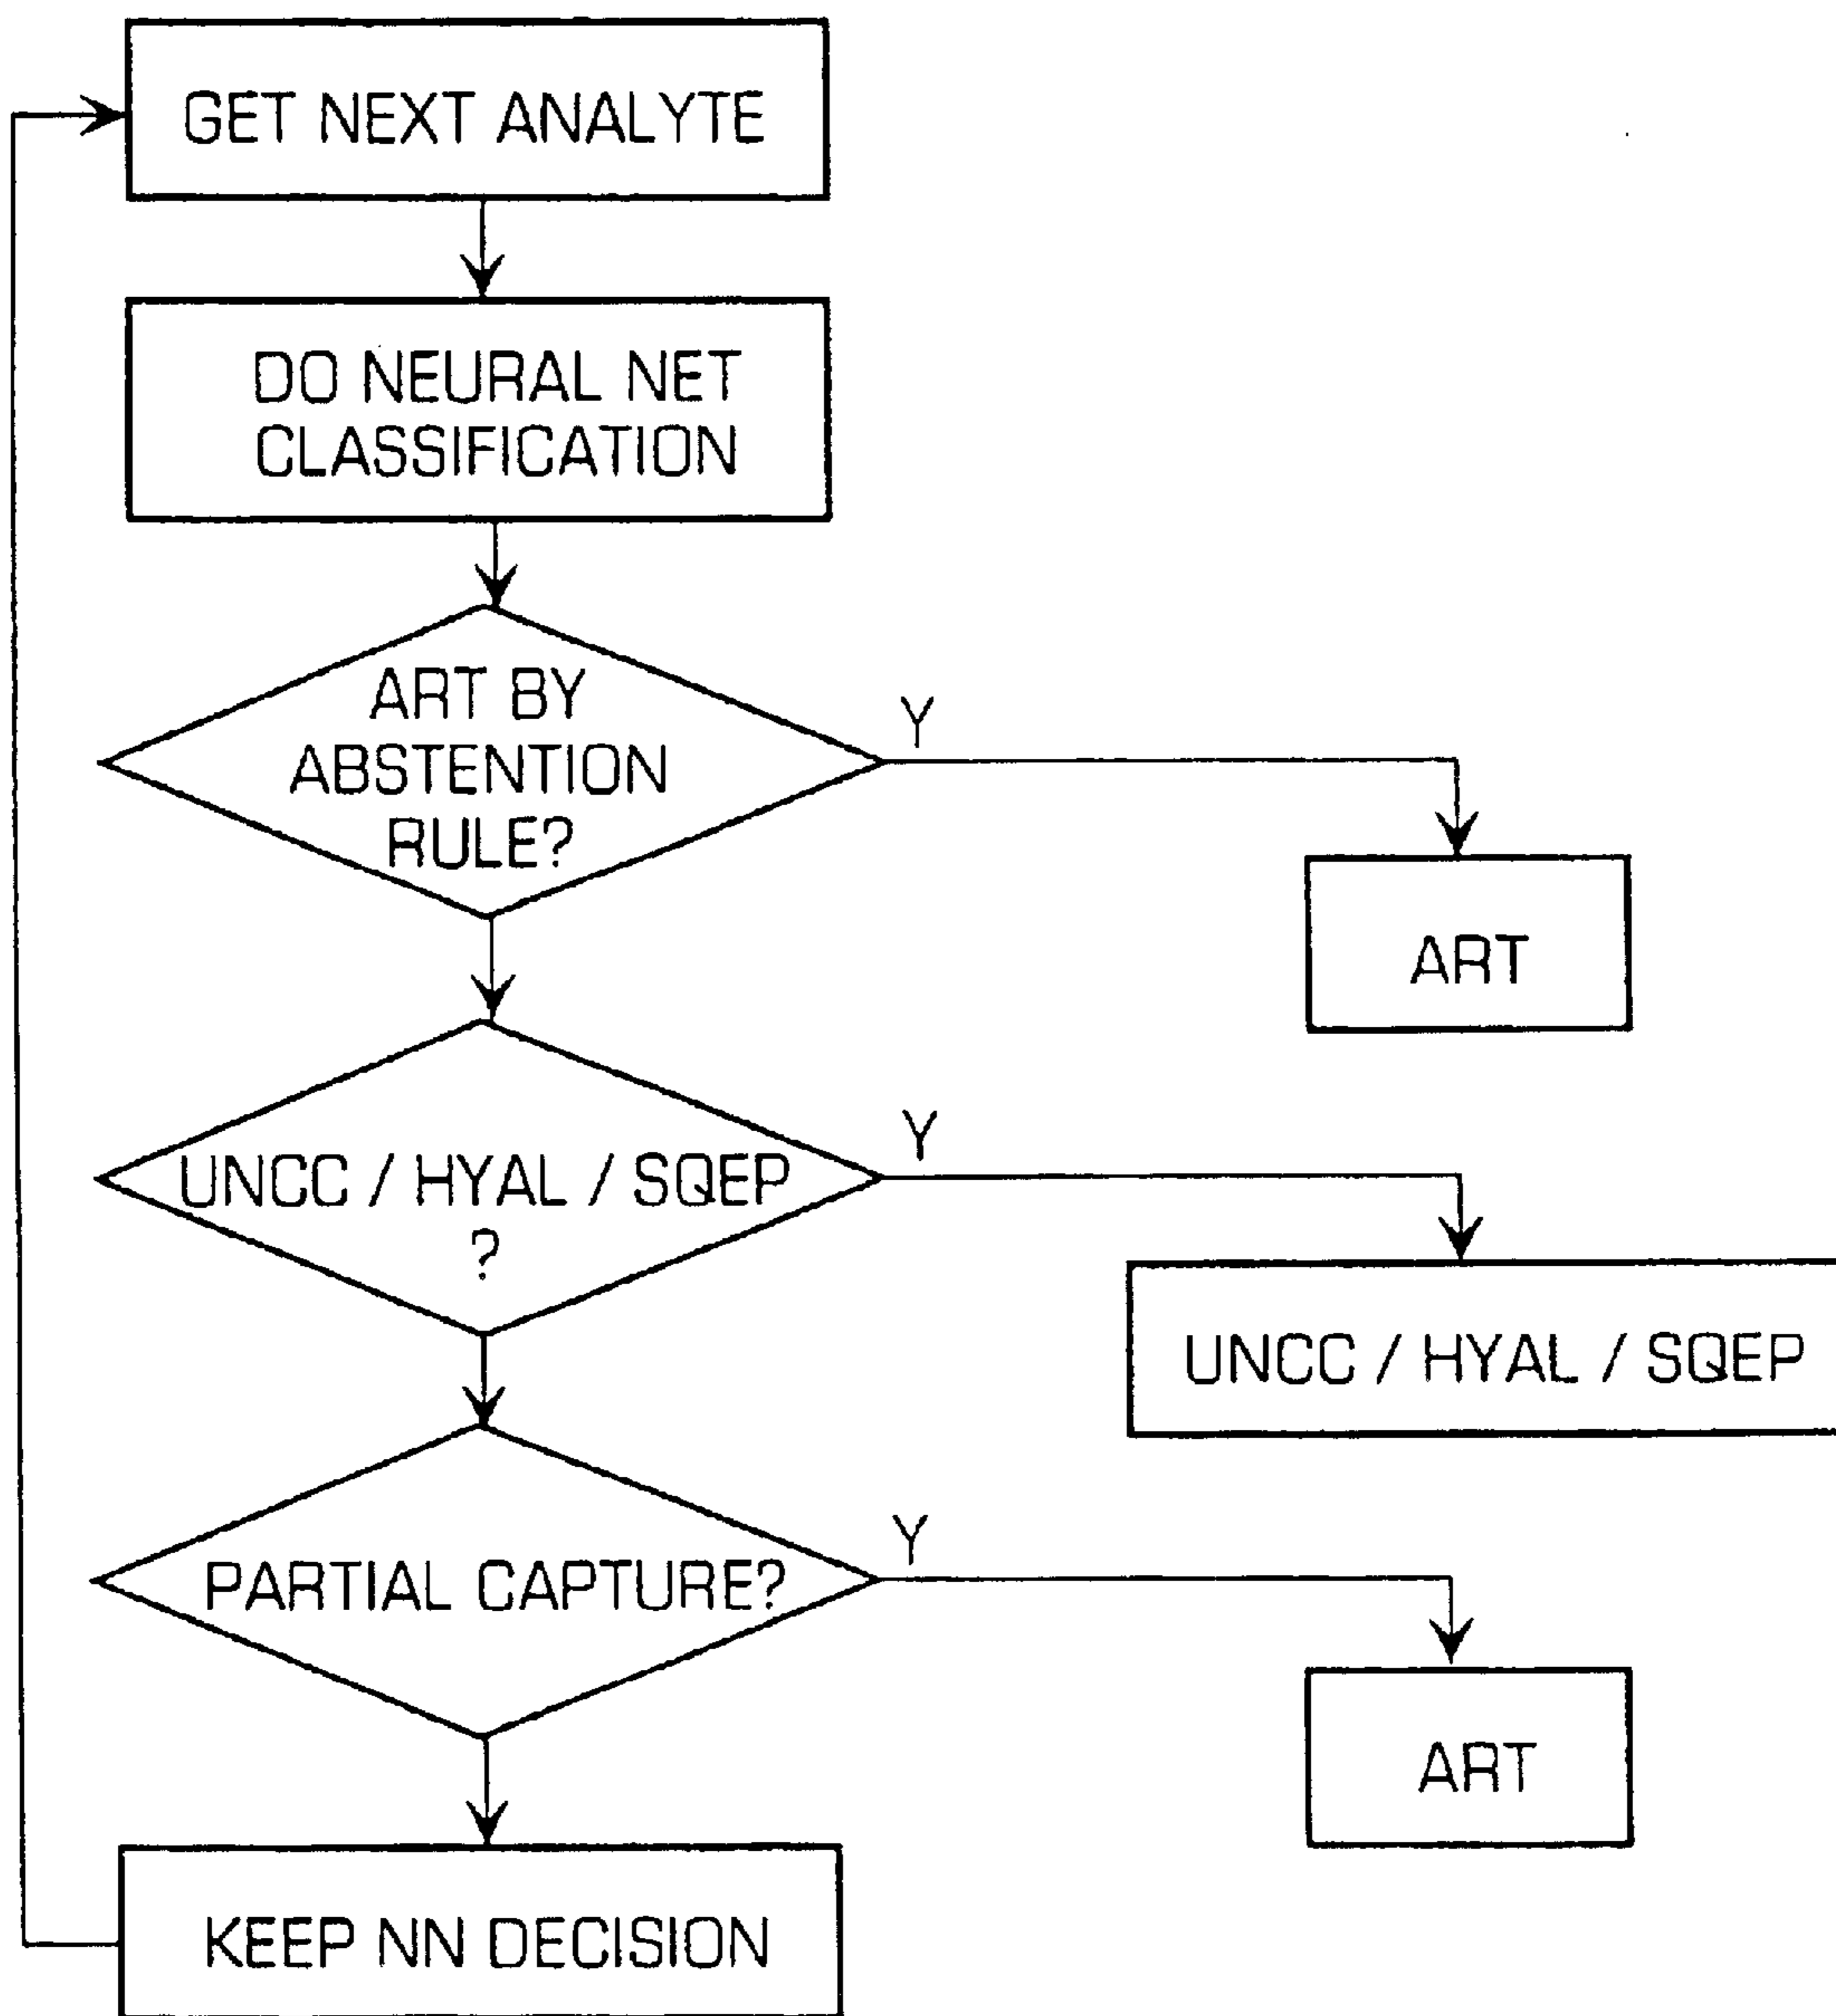 GET NEXT ANALYTE
DO NEURAL NET
CLASSIFICATION
ART BY
ABSTENTION
RULE?
Y
ART
UNCC / HYAL / SQEP
?
Y
UNCC / HYAL / SQEP
PARTIAL CAPTURE?
Y
ART
KEEP NN DECISION